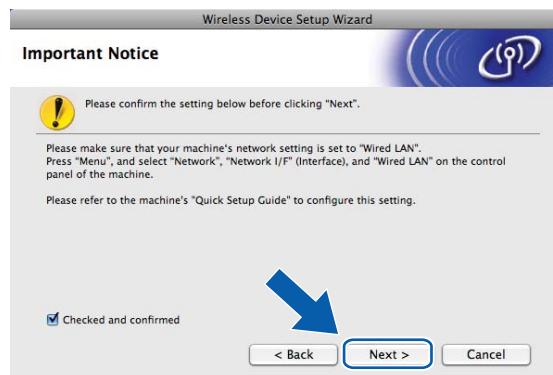 Wireless Device Setup Wizard
Important Notice
Please confirm the setting below before clicking "Next".
Please make sure that your machine's network setting is set to "Wired LAN".
Press "Menu", and select "Network", "Network I/F" (Interface), and "Wired LAN" on the control
panel of the machine.
Please refer to the machine's "Quick Setup Guide" to configure this setting.
Checked and confirmed
< Back
Next >
Cancel